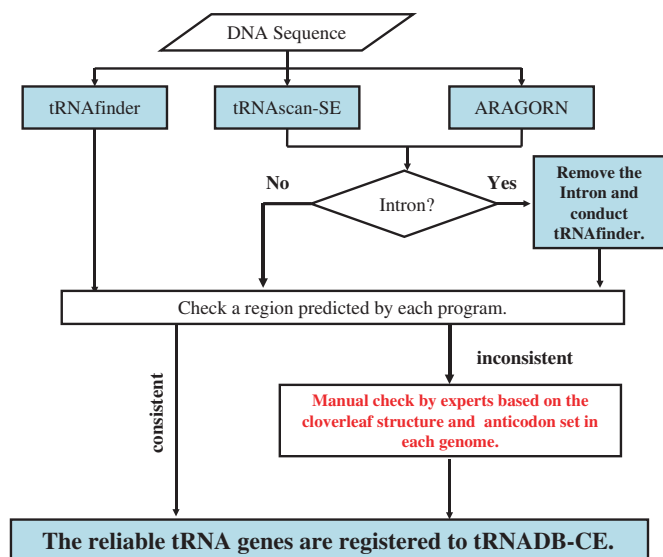 DNA Sequence
tRNAfinder
tRNAscan-SE
ARAGORN
No
Yes
Intron?
Remove the
Intron and
conduct
tRNAfinder.
Check a region predicted by each program.
consistent
inconsistent
Manual check by experts based on the
cloverleaf structure and anticodon set in
each genome.
The reliable tRNA genes are registered to tRNADB-CE.